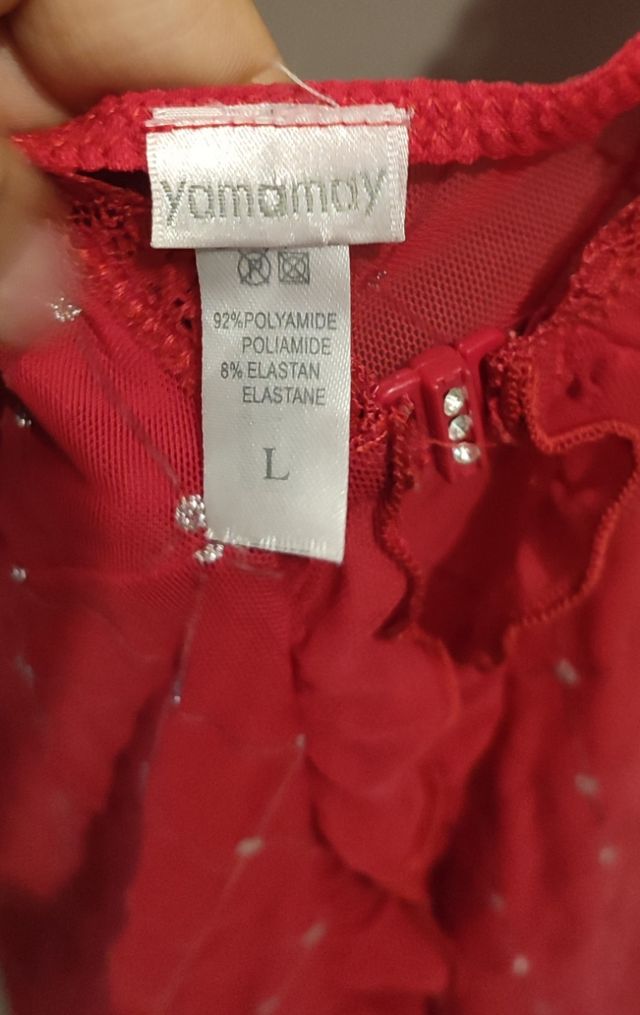 yamamay
92%POLYAMIDE
POLIAMIDE
8% ELASTAN
ELASTANE
L